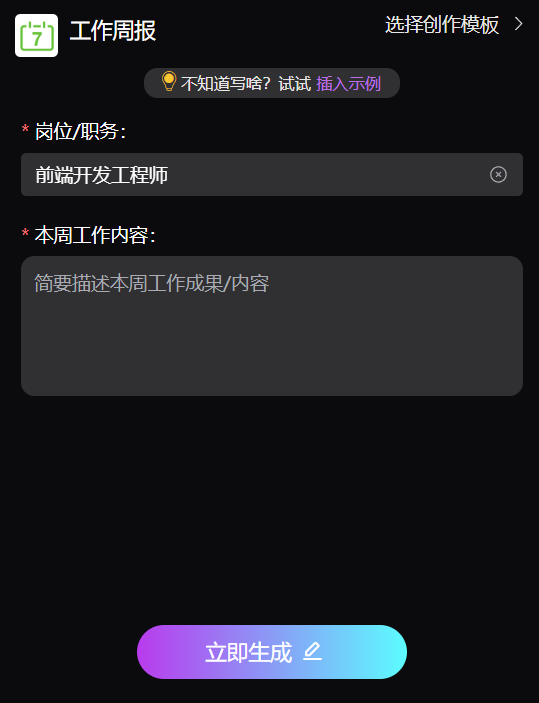 7
工作周报
选择创作模板
不知道写啥？试试 插入示例
* 岗位/职务：
前端开发工程师
* 本周工作内容：
简要描述本周工作成果/内容
立即生成